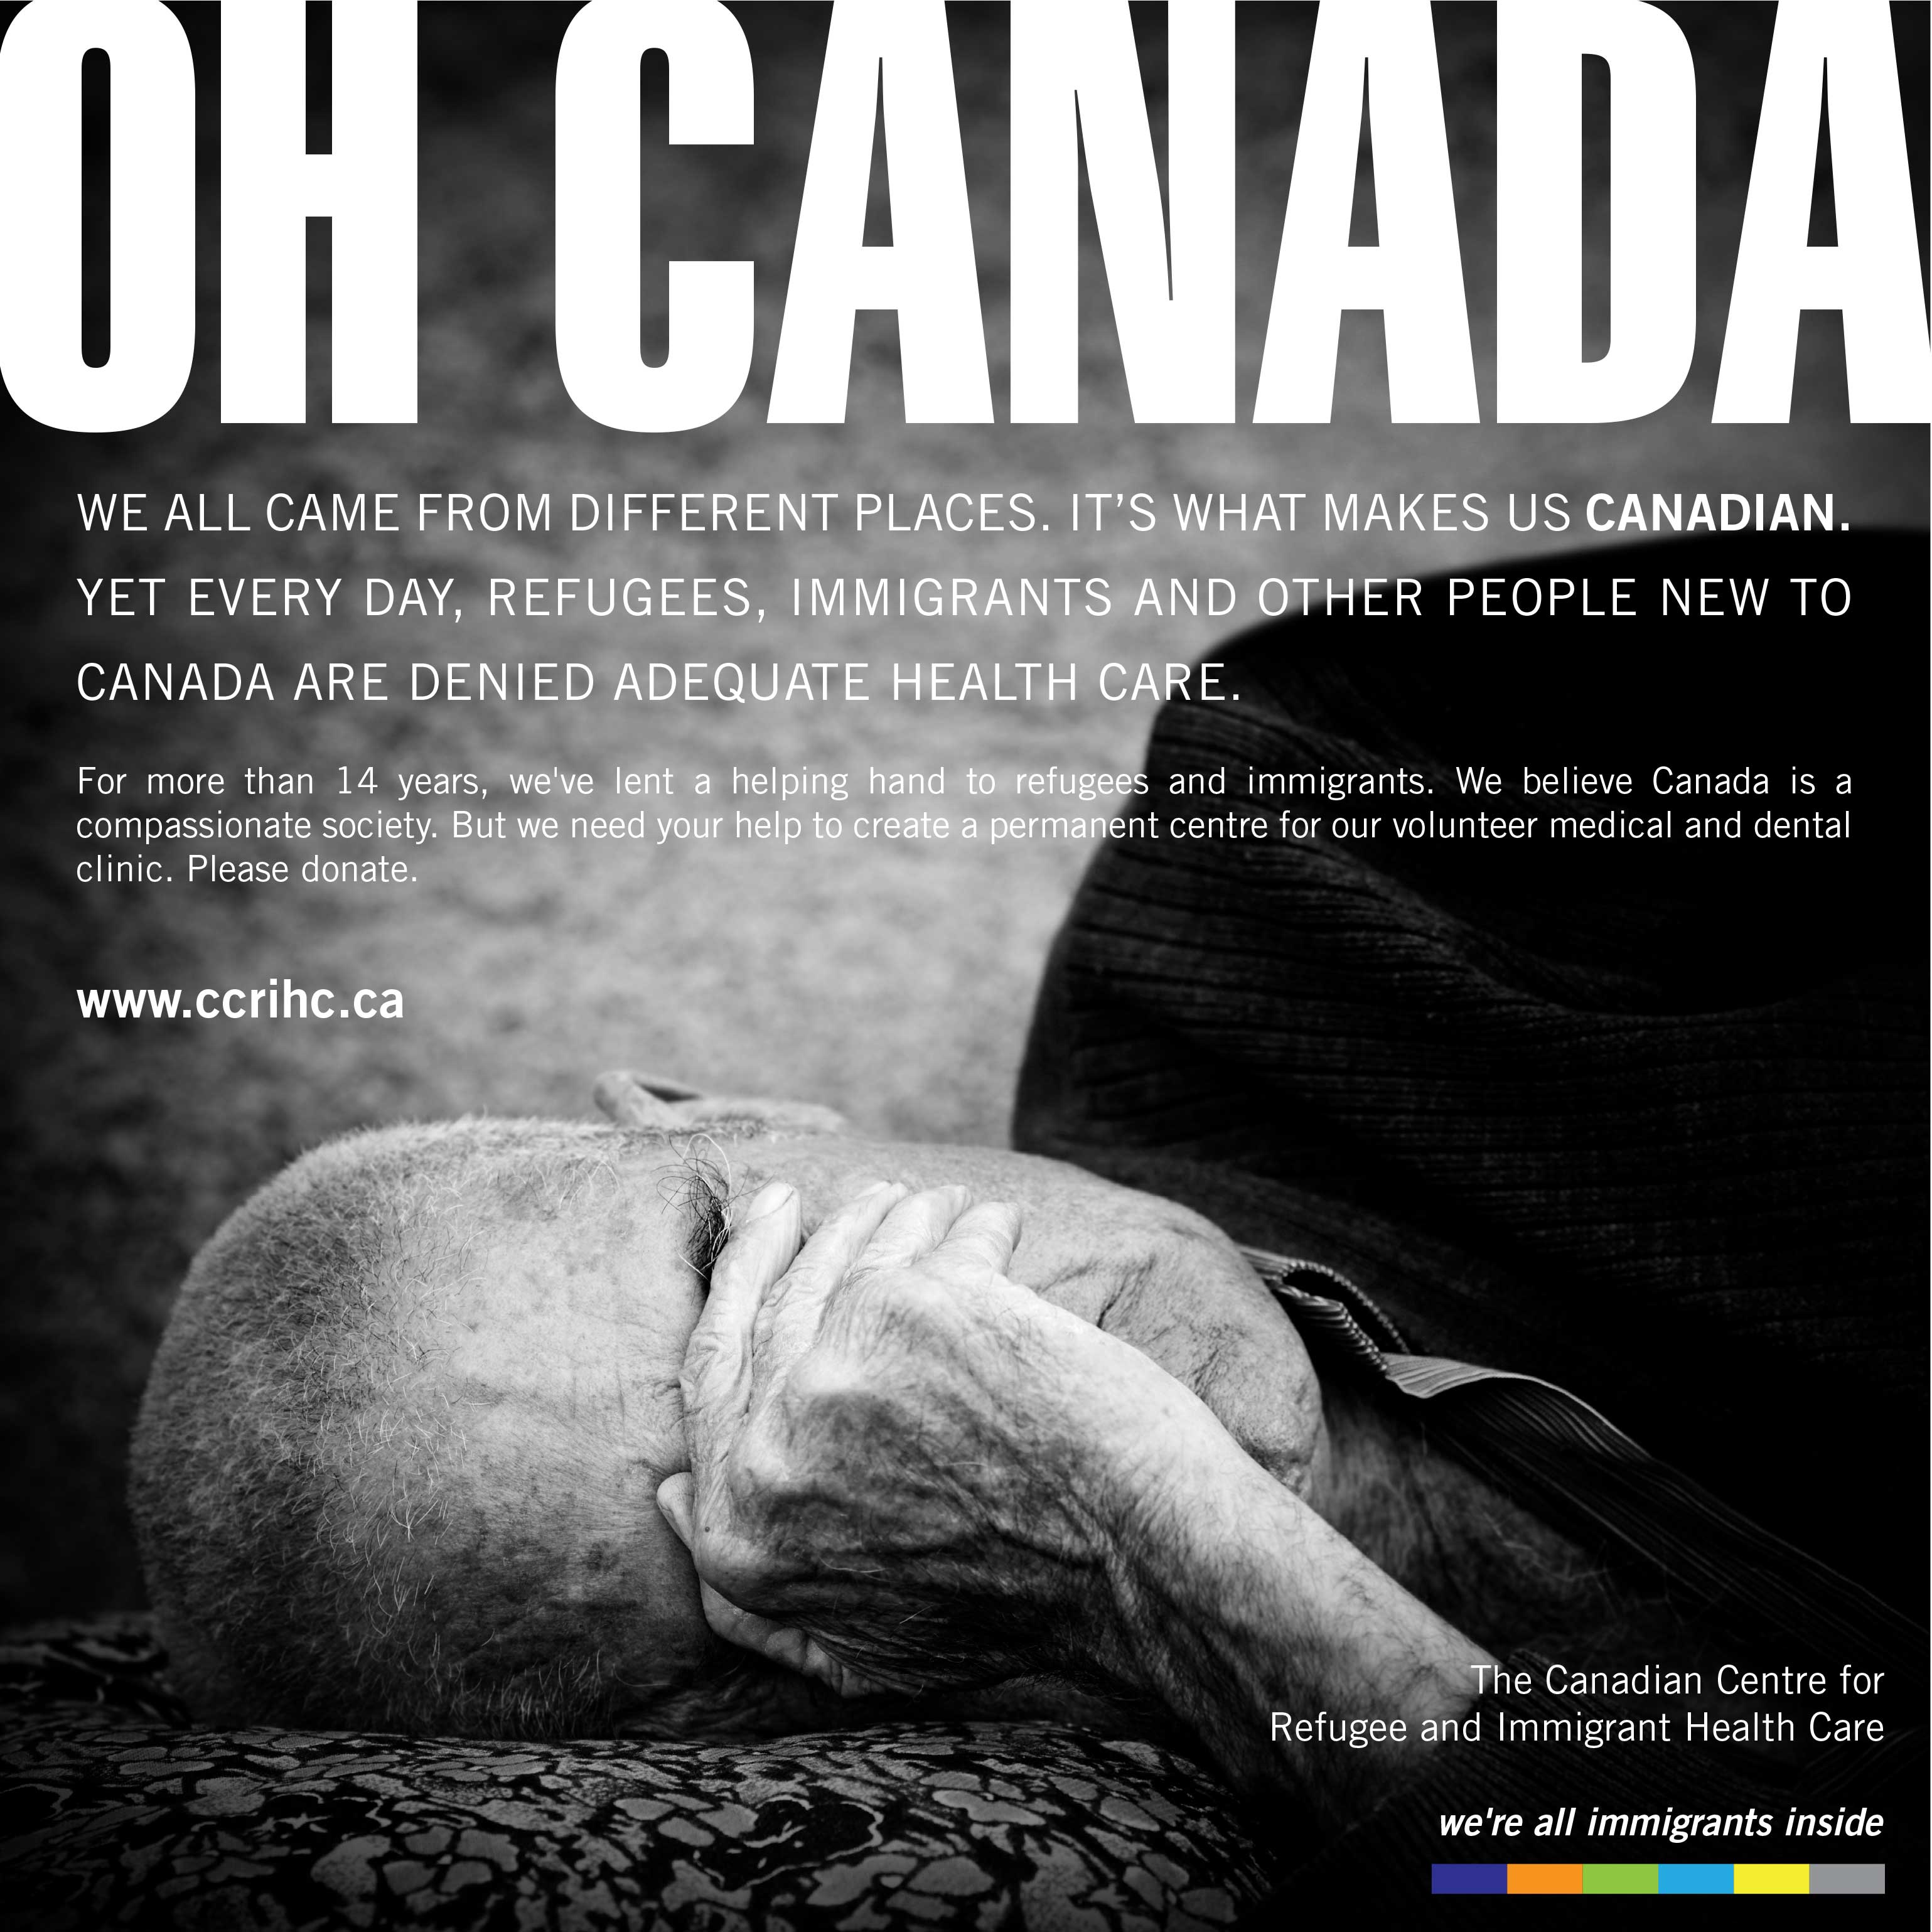 OH CANADA
WE ALL CAME FROM DIFFERENT PLACES. IT’S WHAT MAKES US CANADIAN.
YET EVERY DAY, REFUGEES, IMMIGRANTS AND OTHER PEOPLE NEW TO
CANADA ARE DENIED ADEQUATE HEALTH CARE.
For more than 14 years, we've lent a helping hand to refugees and immigrants. We believe Canada is a
compassionate society. But we need your help to create a permanent centre for our volunteer medical and dental
clinic. Please donate.
www.ccrihc.ca
The Canadian Centre for
Refugee and Immigrant Health Care
we're all immigrants inside